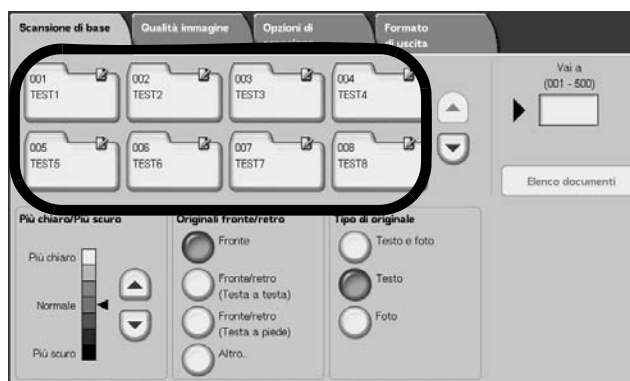 Scansione di base
Qualità immagine
Opzioni di
Formato
di uscita
001
TEST1
002
TEST2
003
TEST3
004
TEST4
005
TEST5
006
TEST6
007
TEST7
008
TEST8
Vai a
(001 - 500)
Elenco documenti
Più chiaro/Più scuro
Più chiaro
Normale
Più scuro
Originali fronte/retro
Fronte
Fronte/retro
(Testa a testa)
Fronte/retro
(Testa a piede)
Altro..
Tipo di originale
Testo e foto
Testo
Foto